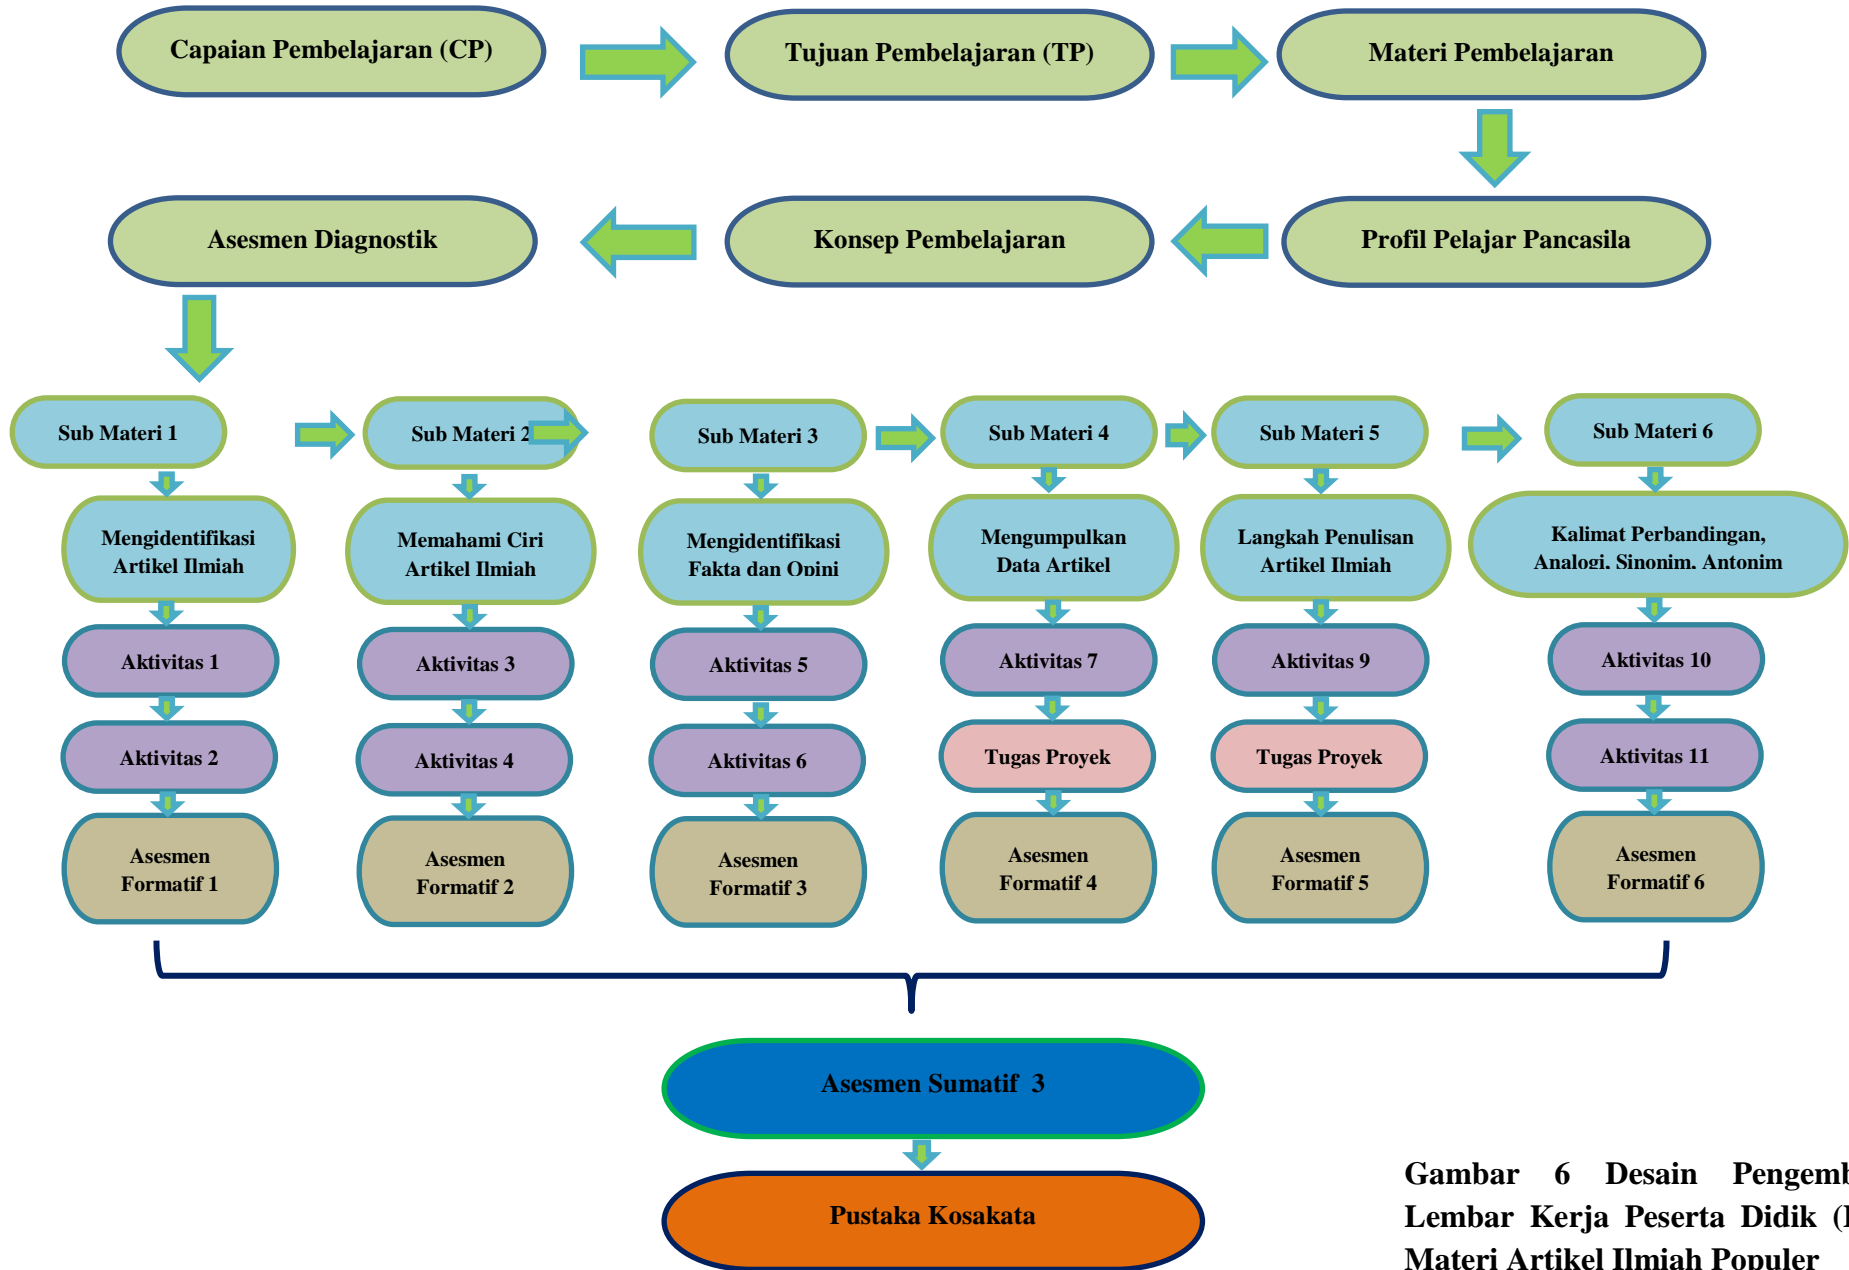 Capaian Pembelajaran (CP)
Tujuan Pembelajaran (TP)
Materi Pembelajaran
Asesmen Diagnostik
Konsep Pembelajaran
Profil Pelajar Pancasila
Sub Materi 1
Sub Materi 2
Sub Materi 3
Sub Materi 4
Sub Materi 5
Sub Materi 6
Mengidentifikasi
Artikel Ilmiah
Memahami Ciri
Artikel Ilmiah
Mengidentifikasi
Fakta dan Opini
Mengumpulkan
Data Artikel
Langkah Penulisan
Artikel Ilmiah
Kalimat Perbandingan,
Analogi, Sinonim, Antonim
Aktivitas 1
Aktivitas 3
Aktivitas 5
Aktivitas 7
Aktivitas 9
Aktivitas 10
Aktivitas 2
Aktivitas 4
Aktivitas 6
Tugas Proyek
Tugas Proyek
Aktivitas 11
Asesmen
Formatif 1
Asesmen
Formatif 2
Asesmen
Formatif 3
Asesmen
Formatif 4
Asesmen
Formatif 5
Asesmen
Formatif 6
Asesmen Sumatif 3
Pustaka Kosakata
Gambar 6 Desain Pengemb
Lembar Kerja Peserta Didik (
Materi Artikel Ilmiah Populer